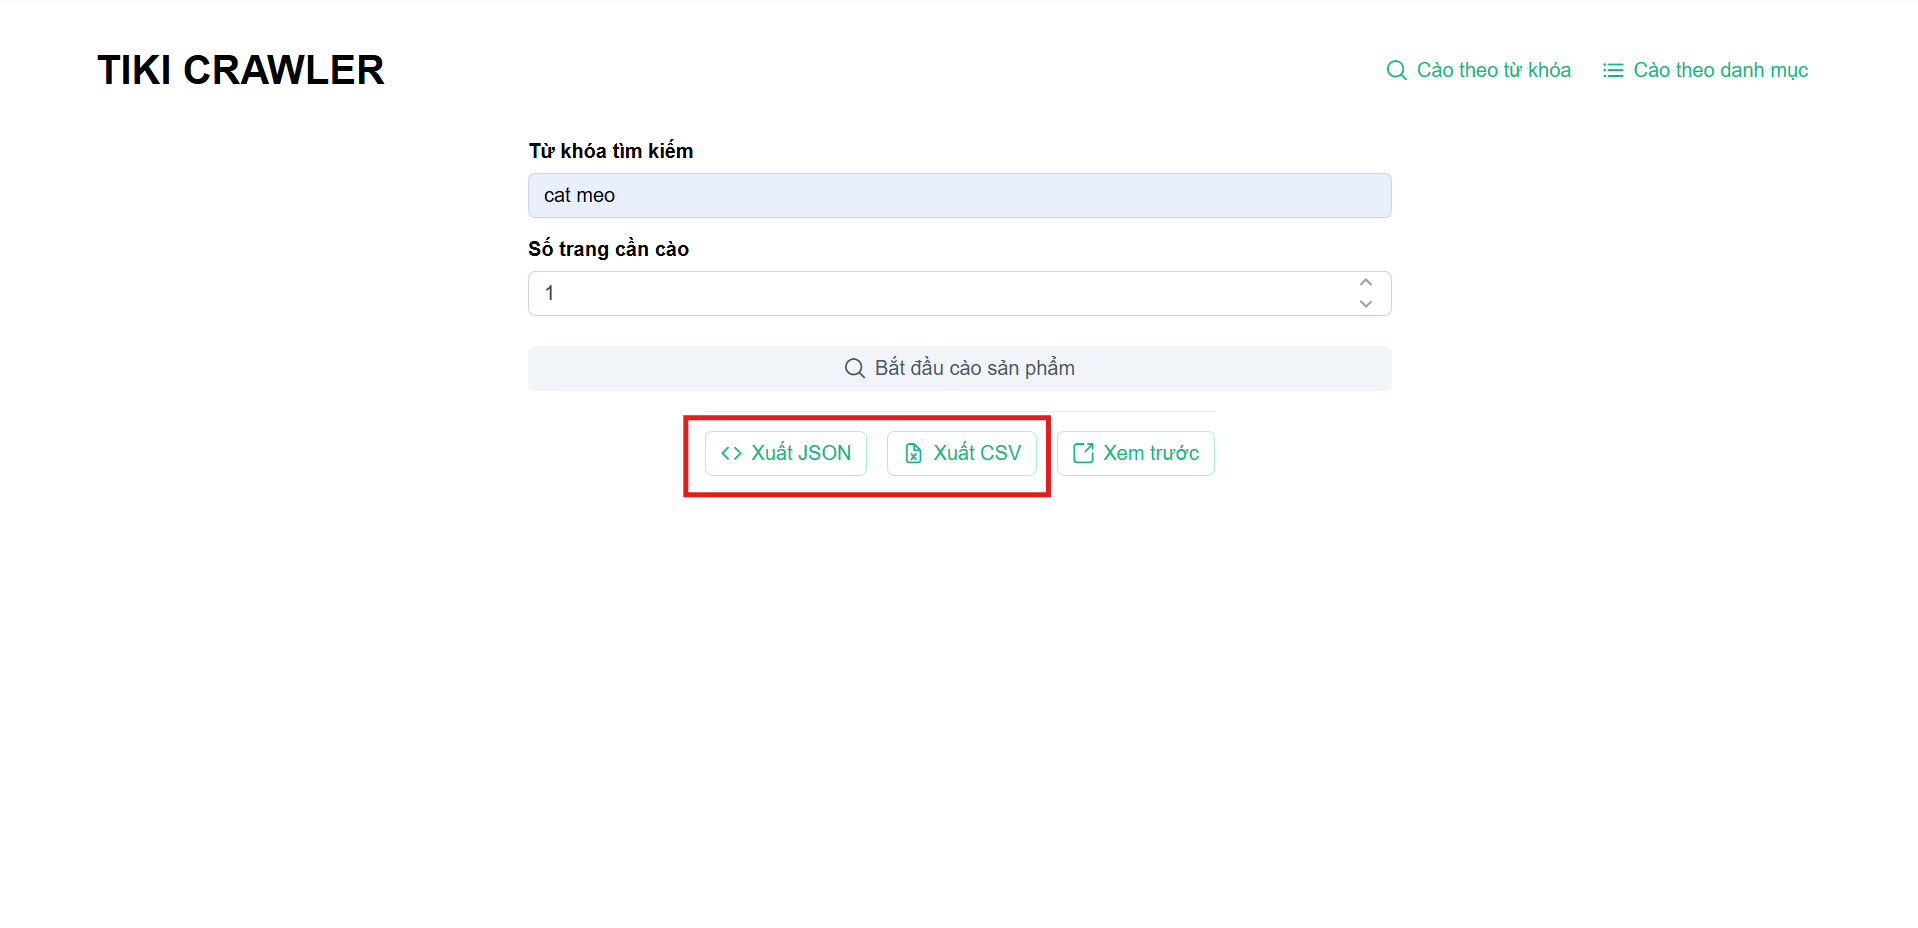 TIKI CRAWLER
Cào theo từ khóa
Cào theo danh mục
Từ khóa tìm kiếm
cat meo
Số trang cần cào
1
Bắt đầu cào sản phẩm
Xuất JSON
Xuất CSV
Xem trước